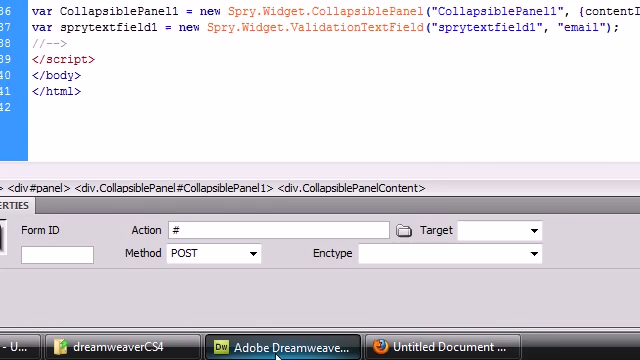 36 var CollapsiblePanel1 = new Spry.Widget.CollapsiblePanel("CollapsiblePanel1", {contentI
37 var sprytextfield1 = new Spry.Widget.ValidationTextField("sprytextfield1", "email");
38 //-->
39 </script>
40 </body>
41 </html>
42
> <div#panel> <div.CollapsiblePanel#CollapsiblePanel1> <div.CollapsiblePanelContent>
ERTIES
Form ID Action # Target
Method POST Enctype
- U... dreamweaverCS4 Dw Adobe Dreamweave... Untitled Document ...